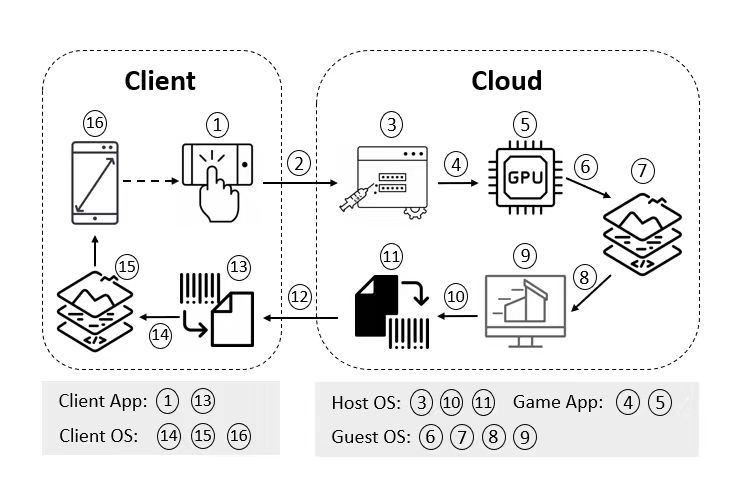 Client Cloud
16 1 2 3 4 5 6 7
GPU
15 14 13 12 11 10 9 8
</>
</>
Client App: 1 13
Client OS: 14 15 16
Host OS: 3 10 11 Game App: 4 5
Guest OS: 6 7 8 9